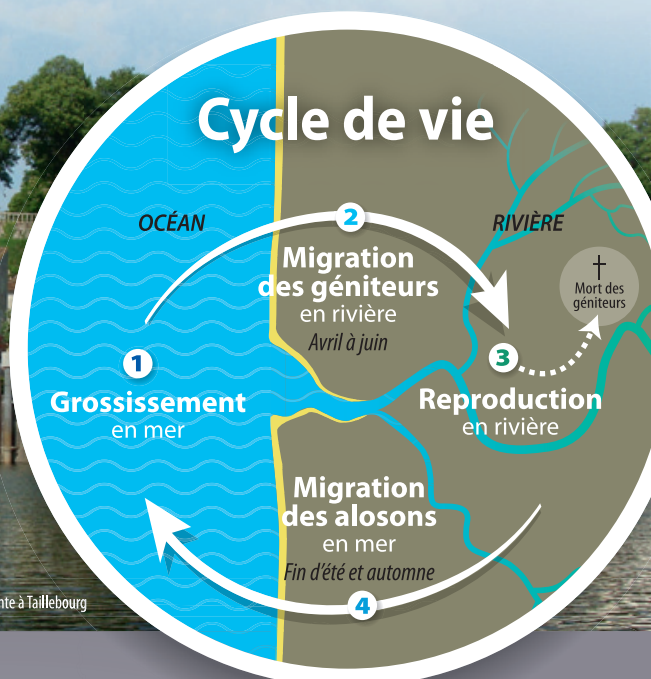 Cycle de vie
OCÉAN
RIVIÈRE
2
Migration
des géniteurs
en rivière
Avril à juin
†
Mort des
géniteurs
1
Grossissement
en mer
3
Reproduction
en rivière
Migration
des alosons
en mer
Fin d'été et automne
4
à Taillebourg